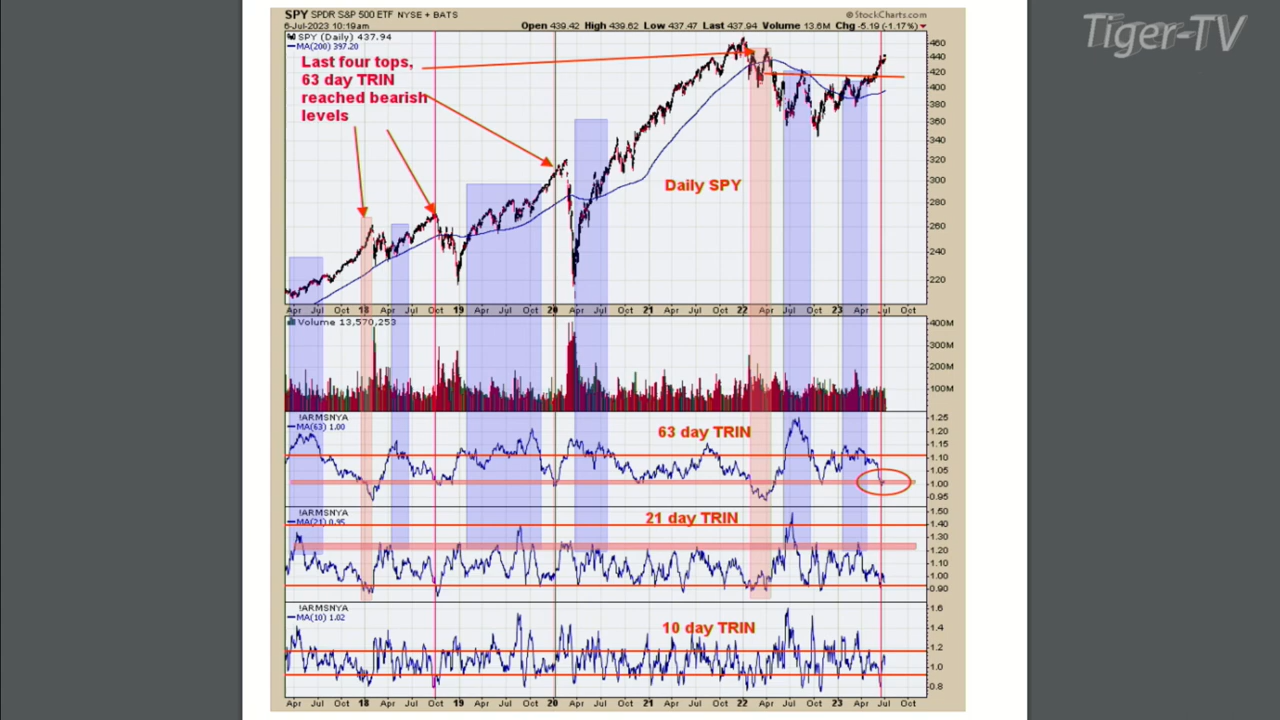 Tiger-TV
SPY SPDR S&P 500 ETF NYSE + BATS
© StockCharts.com
6-Jul-2023 10:19am
Open 439.42 High 439.62 Low 437.47 Last 437.94 Volume 13.6M Chg -5.19 (-1.17%)
SPY (Daily) 437.94
MA(200) 397.20
Last four tops,
63 day TRIN
reached bearish
levels
Daily SPY
460
440
420
400
380
360
340
320
300
280
260
240
220
Apr Jul Oct 18 Apr Jul Oct 19 Apr Jul Oct 20 Apr Jul Oct 21 Apr Jul Oct 22 Apr Jul Oct 23 Apr Jul Oct
Volume 13,570,253
400M
300M
200M
100M
!ARMSNYA
MA(63) 1.00
63 day TRIN
1.25
1.20
1.15
1.10
1.05
1.00
0.95
!ARMSNYA
MA(21) 0.95
21 day TRIN
1.50
1.40
1.30
1.20
1.10
1.00
0.90
!ARMSNYA
MA(10) 1.02
10 day TRIN
1.6
1.4
1.2
1.0
0.8
Apr Jul Oct 18 Apr Jul Oct 19 Apr Jul Oct 20 Apr Jul Oct 21 Apr Jul Oct 22 Apr Jul Oct 23 Apr Jul Oct